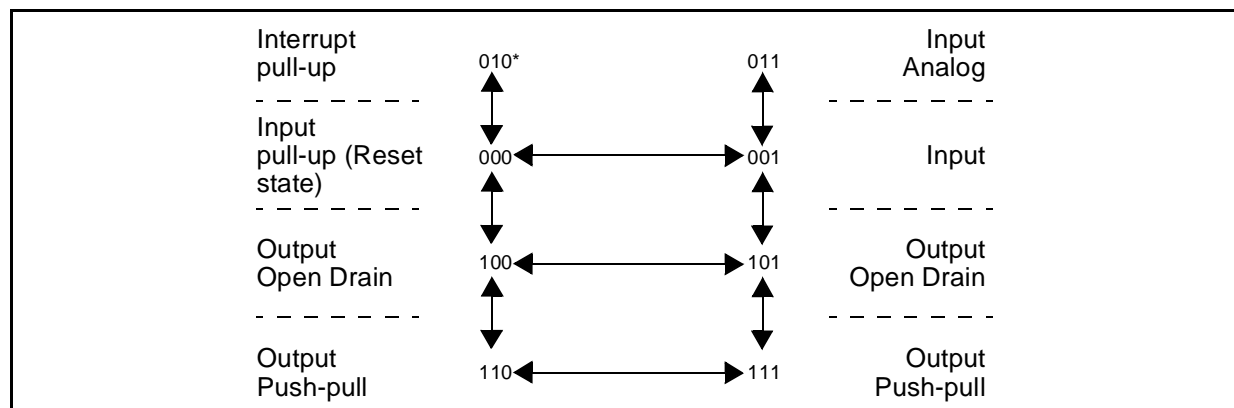 Interrupt
pull-up
010*
011
Input
Analog
Input
pull-up (Reset
state)
000
001
Input
Output
Open Drain
100
101
Output
Open Drain
Output
Push-pull
110
111
Output
Push-pull